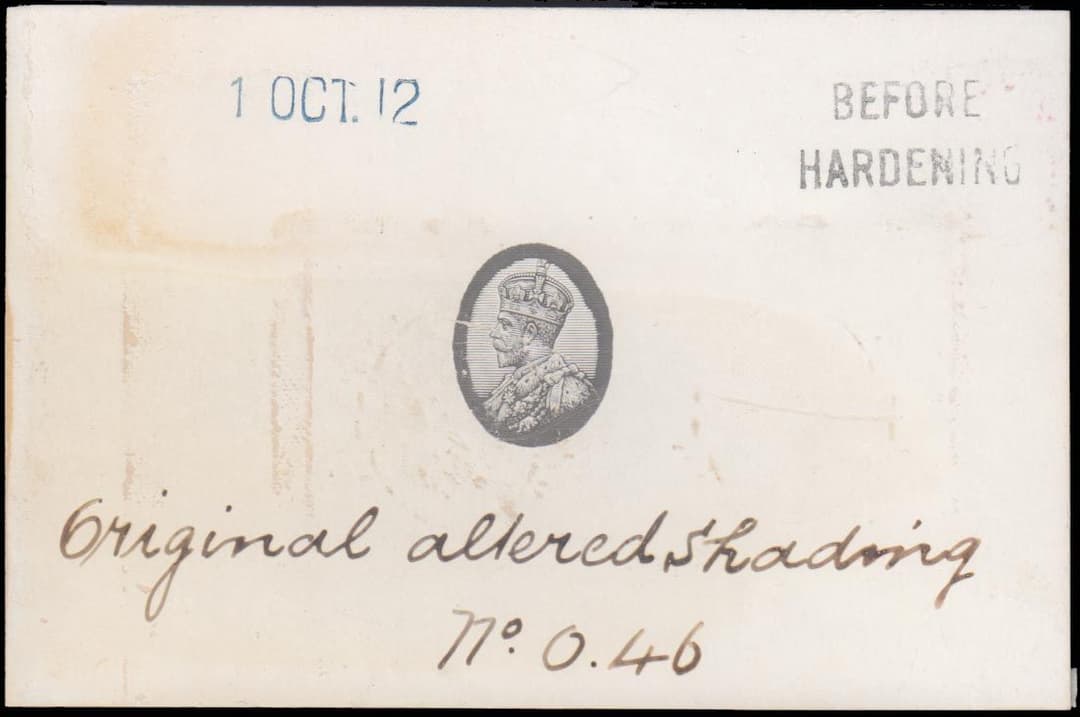 1 OCT. 12
BEFORE
HARDENING
Original altered shading
No. 0.46